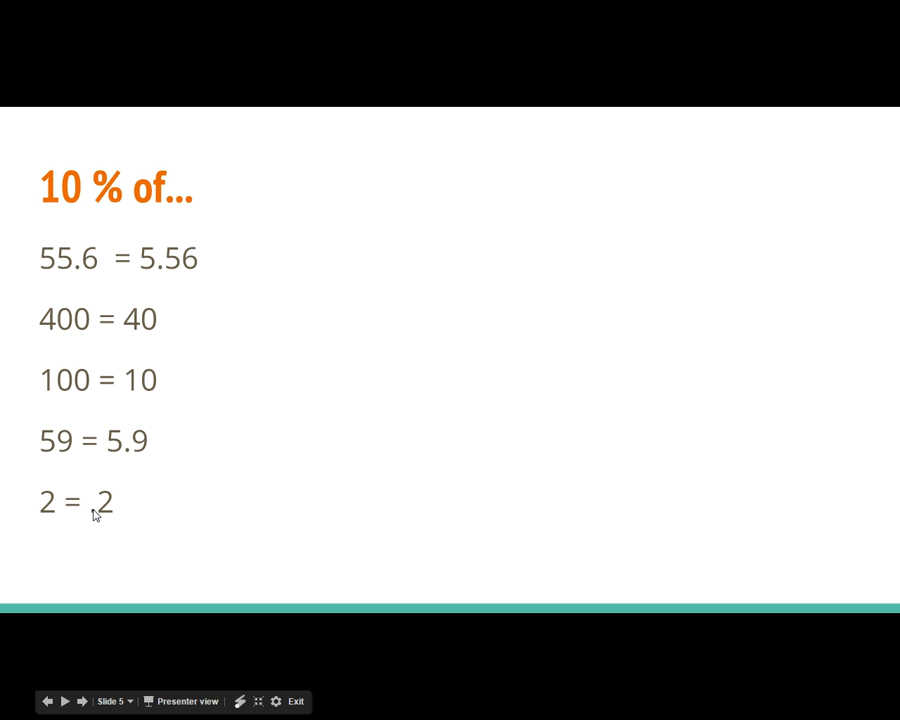 10 % of...
55.6 = 5.56
400 = 40
100 = 10
59 = 5.9
2 = .2
Slide 5
Presenter view
Exit